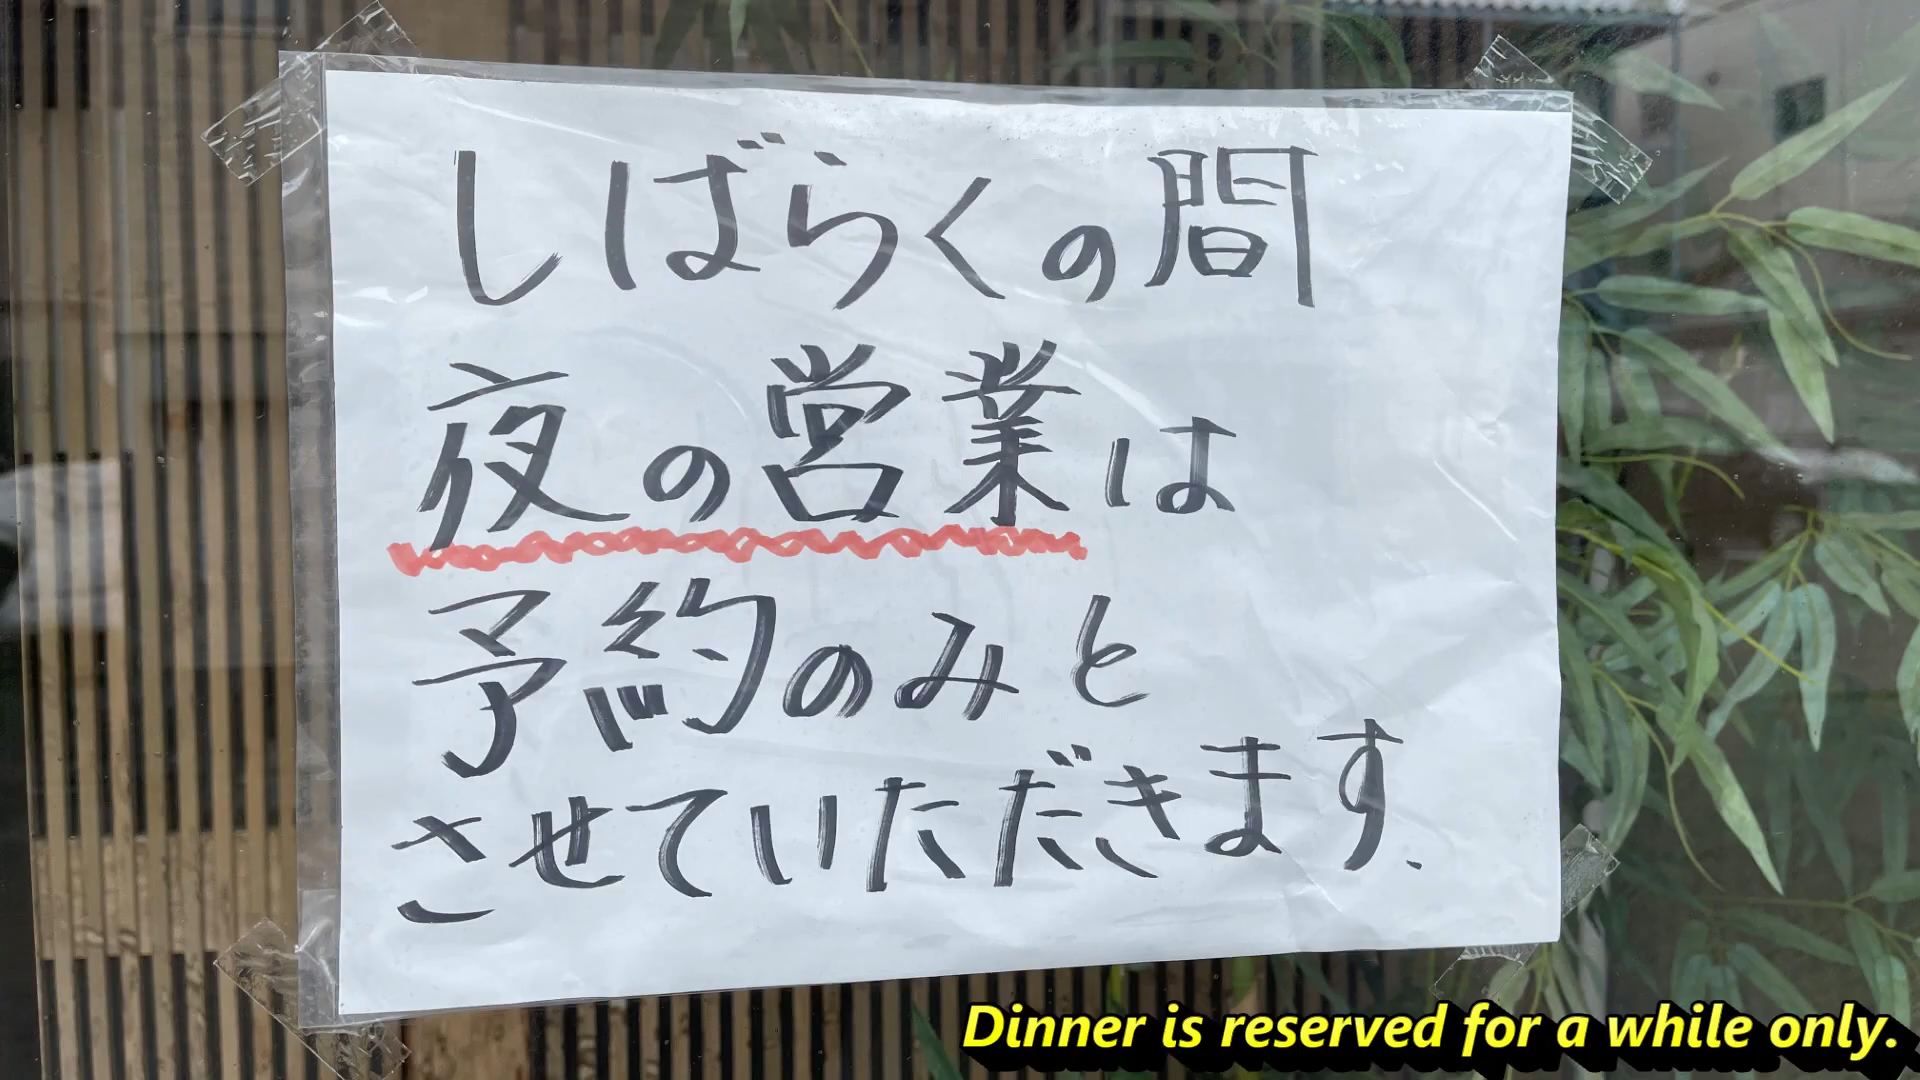 しばらくの間
夜の営業は
予約のみと
させていただきます.
Dinner is reserved for a while only.